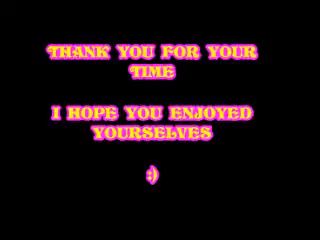 THANK YOU FOR YOUR
TIME
I HOPE YOU ENJOYED
YOURSELVES
:)